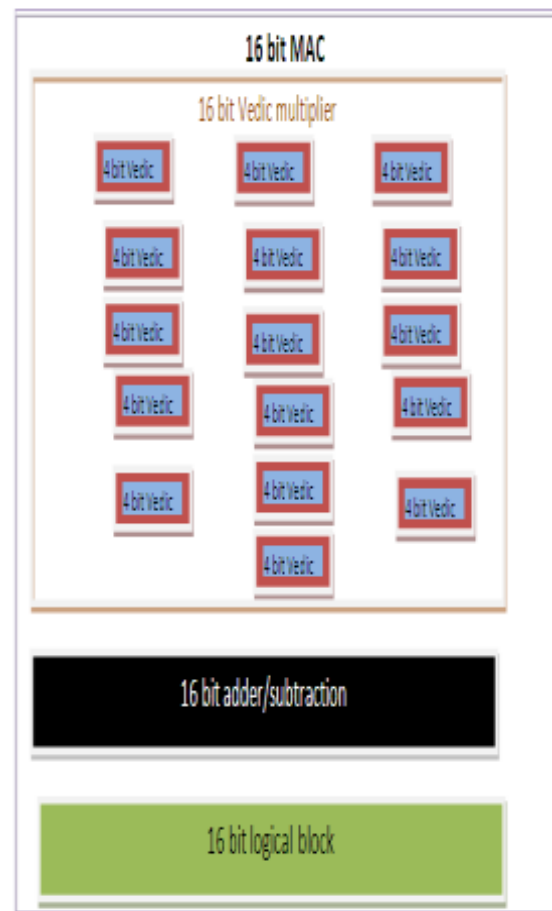 16 bit MAC
16 bit Vedic multiplier
4 bit Vedic 4 bit Vedic 4 bit Vedic
4 bit Vedic 4 bit Vedic 4 bit Vedic
4 bit Vedic 4 bit Vedic 4 bit Vedic
4 bit Vedic 4 bit Vedic 4 bit Vedic
4 bit Vedic 4 bit Vedic 4 bit Vedic
4 bit Vedic
16 bit adder/subtraction
16 bit logical block